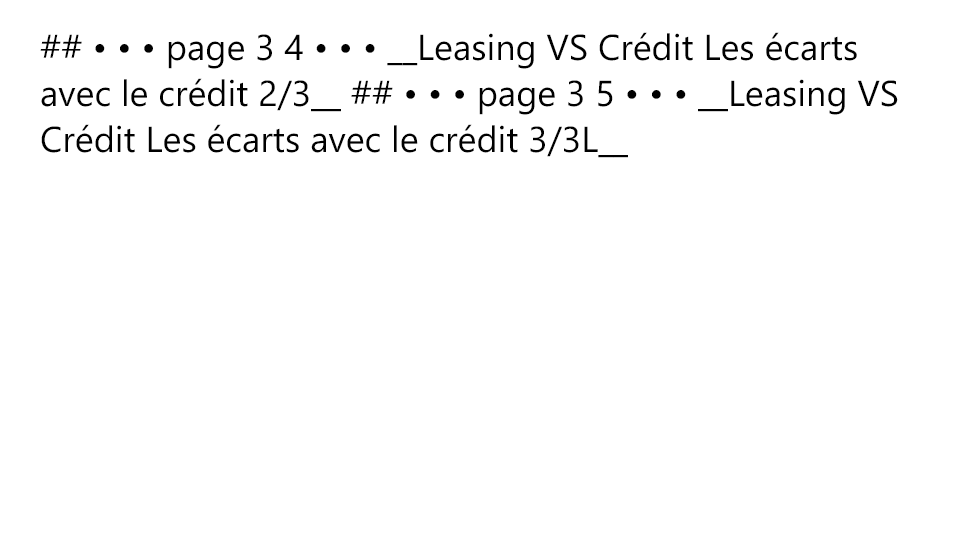 ## • • • page 3 4 • • • __Leasing VS Crédit Les écarts
avec le crédit 2/3__ ## • • • page 3 5 • • • __Leasing VS
Crédit Les écarts avec le crédit 3/3L__